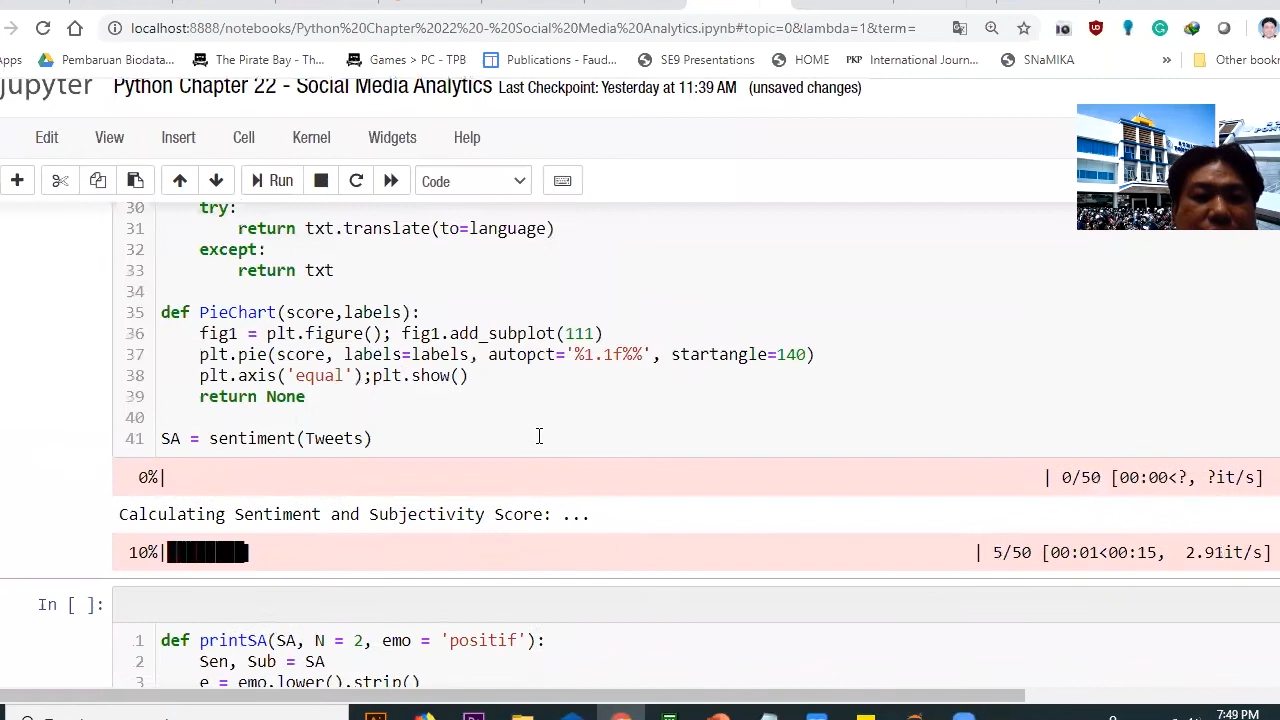 localhost:8888/notebooks/Python%20Chapter%2022%20-%20Social%20Media%20Analytics.ipynb#topic=0&lambda=1&term=
Pembaruan Biodata...
The Pirate Bay - Th...
Games > PC - TPB
Publications - Faud...
SE9 Presentations
HOME
PKP International Journ...
SNaMIKA
»
Python Chapter 22 - Social Media Analytics Last Checkpoint: Yesterday at 11:39 AM (unsaved changes)
Edit View Insert Cell Kernel Widgets Help
Run
Code
30 try:
31 return txt.translate(to=language)
32 except:
33 return txt
34
35 def PieChart(score,labels):
36 fig1 = plt.figure(); fig1.add_subplot(111)
37 plt.pie(score, labels=labels, autopct='%1.1f%%', startangle=140)
38 plt.axis('equal');plt.show()
39 return None
40
41 SA = sentiment(Tweets)
0%| | 0/50 [00:00<?, ?it/s]
Calculating Sentiment and Subjectivity Score: ...
10%| | 5/50 [00:01<00:15, 2.91it/s]
In [ ]:
1 def printSA(SA, N = 2, emo = 'positif'):
2 Sen, Sub = SA
3 e = emo.lower().strip()
7:49 PM